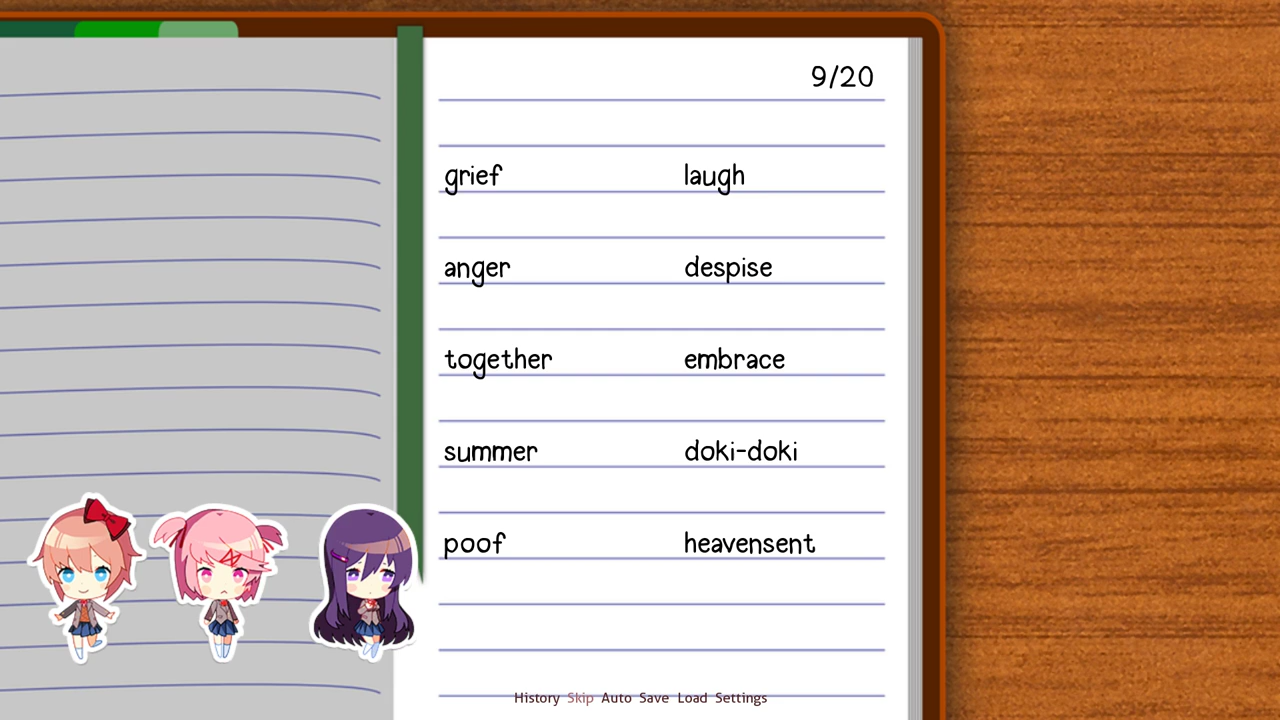 9/20
grief laugh
anger despise
together embrace
summer doki-doki
poof heavensent
History Skip Auto Save Load Settings